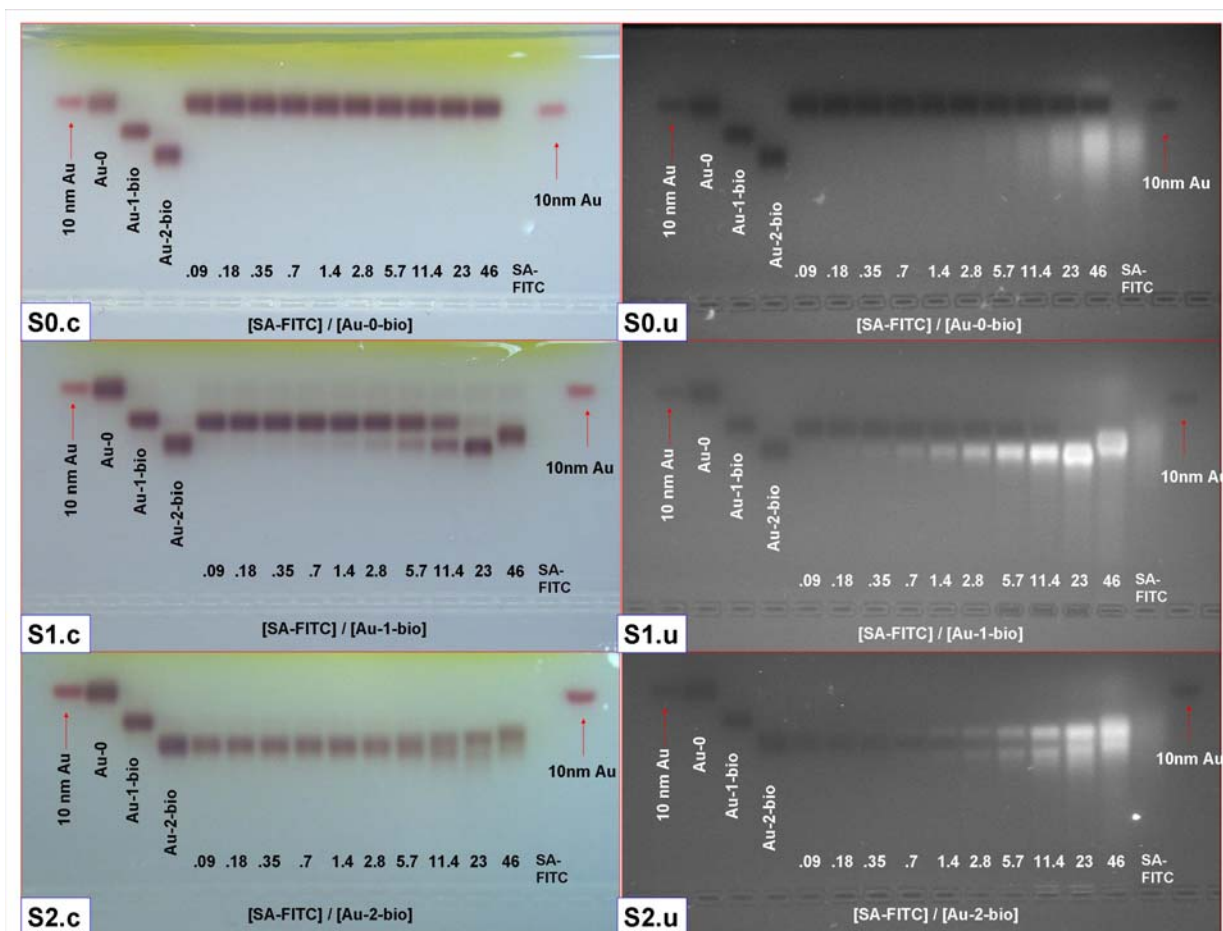 10 nm Au
Au-0
Au-1-bio
Au-2-bio
10nm Au
.09 .18 .35 .7 1.4 2.8 5.7 11.4 23 46 SA-
FITC
S0.c
[SA-FITC] / [Au-0-bio]
10 nm Au
Au-0
Au-1-bio
Au-2-bio
10nm Au
.09 .18 .35 .7 1.4 2.8 5.7 11.4 23 46 SA-
FITC
S0.u
[SA-FITC] / [Au-0-bio]
10 nm Au
Au-0
Au-1-bio
Au-2-bio
10nm Au
.09 .18 .35 .7 1.4 2.8 5.7 11.4 23 46 SA-
FITC
S1.c
[SA-FITC] / [Au-1-bio]
10 nm Au
Au-0
Au-1-bio
Au-2-bio
10nm Au
.09 .18 .35 .7 1.4 2.8 5.7 11.4 23 46 SA-
FITC
S1.u
[SA-FITC] / [Au-1-bio]
10 nm Au
Au-0
Au-1-bio
Au-2-bio
10nm Au
.09 .18 .35 .7 1.4 2.8 5.7 11.4 23 46 SA-
FITC
S2.c
[SA-FITC] / [Au-2-bio]
10 nm Au
Au-0
Au-1-bio
Au-2-bio
10nm Au
.09 .18 .35 .7 1.4 2.8 5.7 11.4 23 46 SA-
FITC
S2.u
[SA-FITC] / [Au-2-bio]